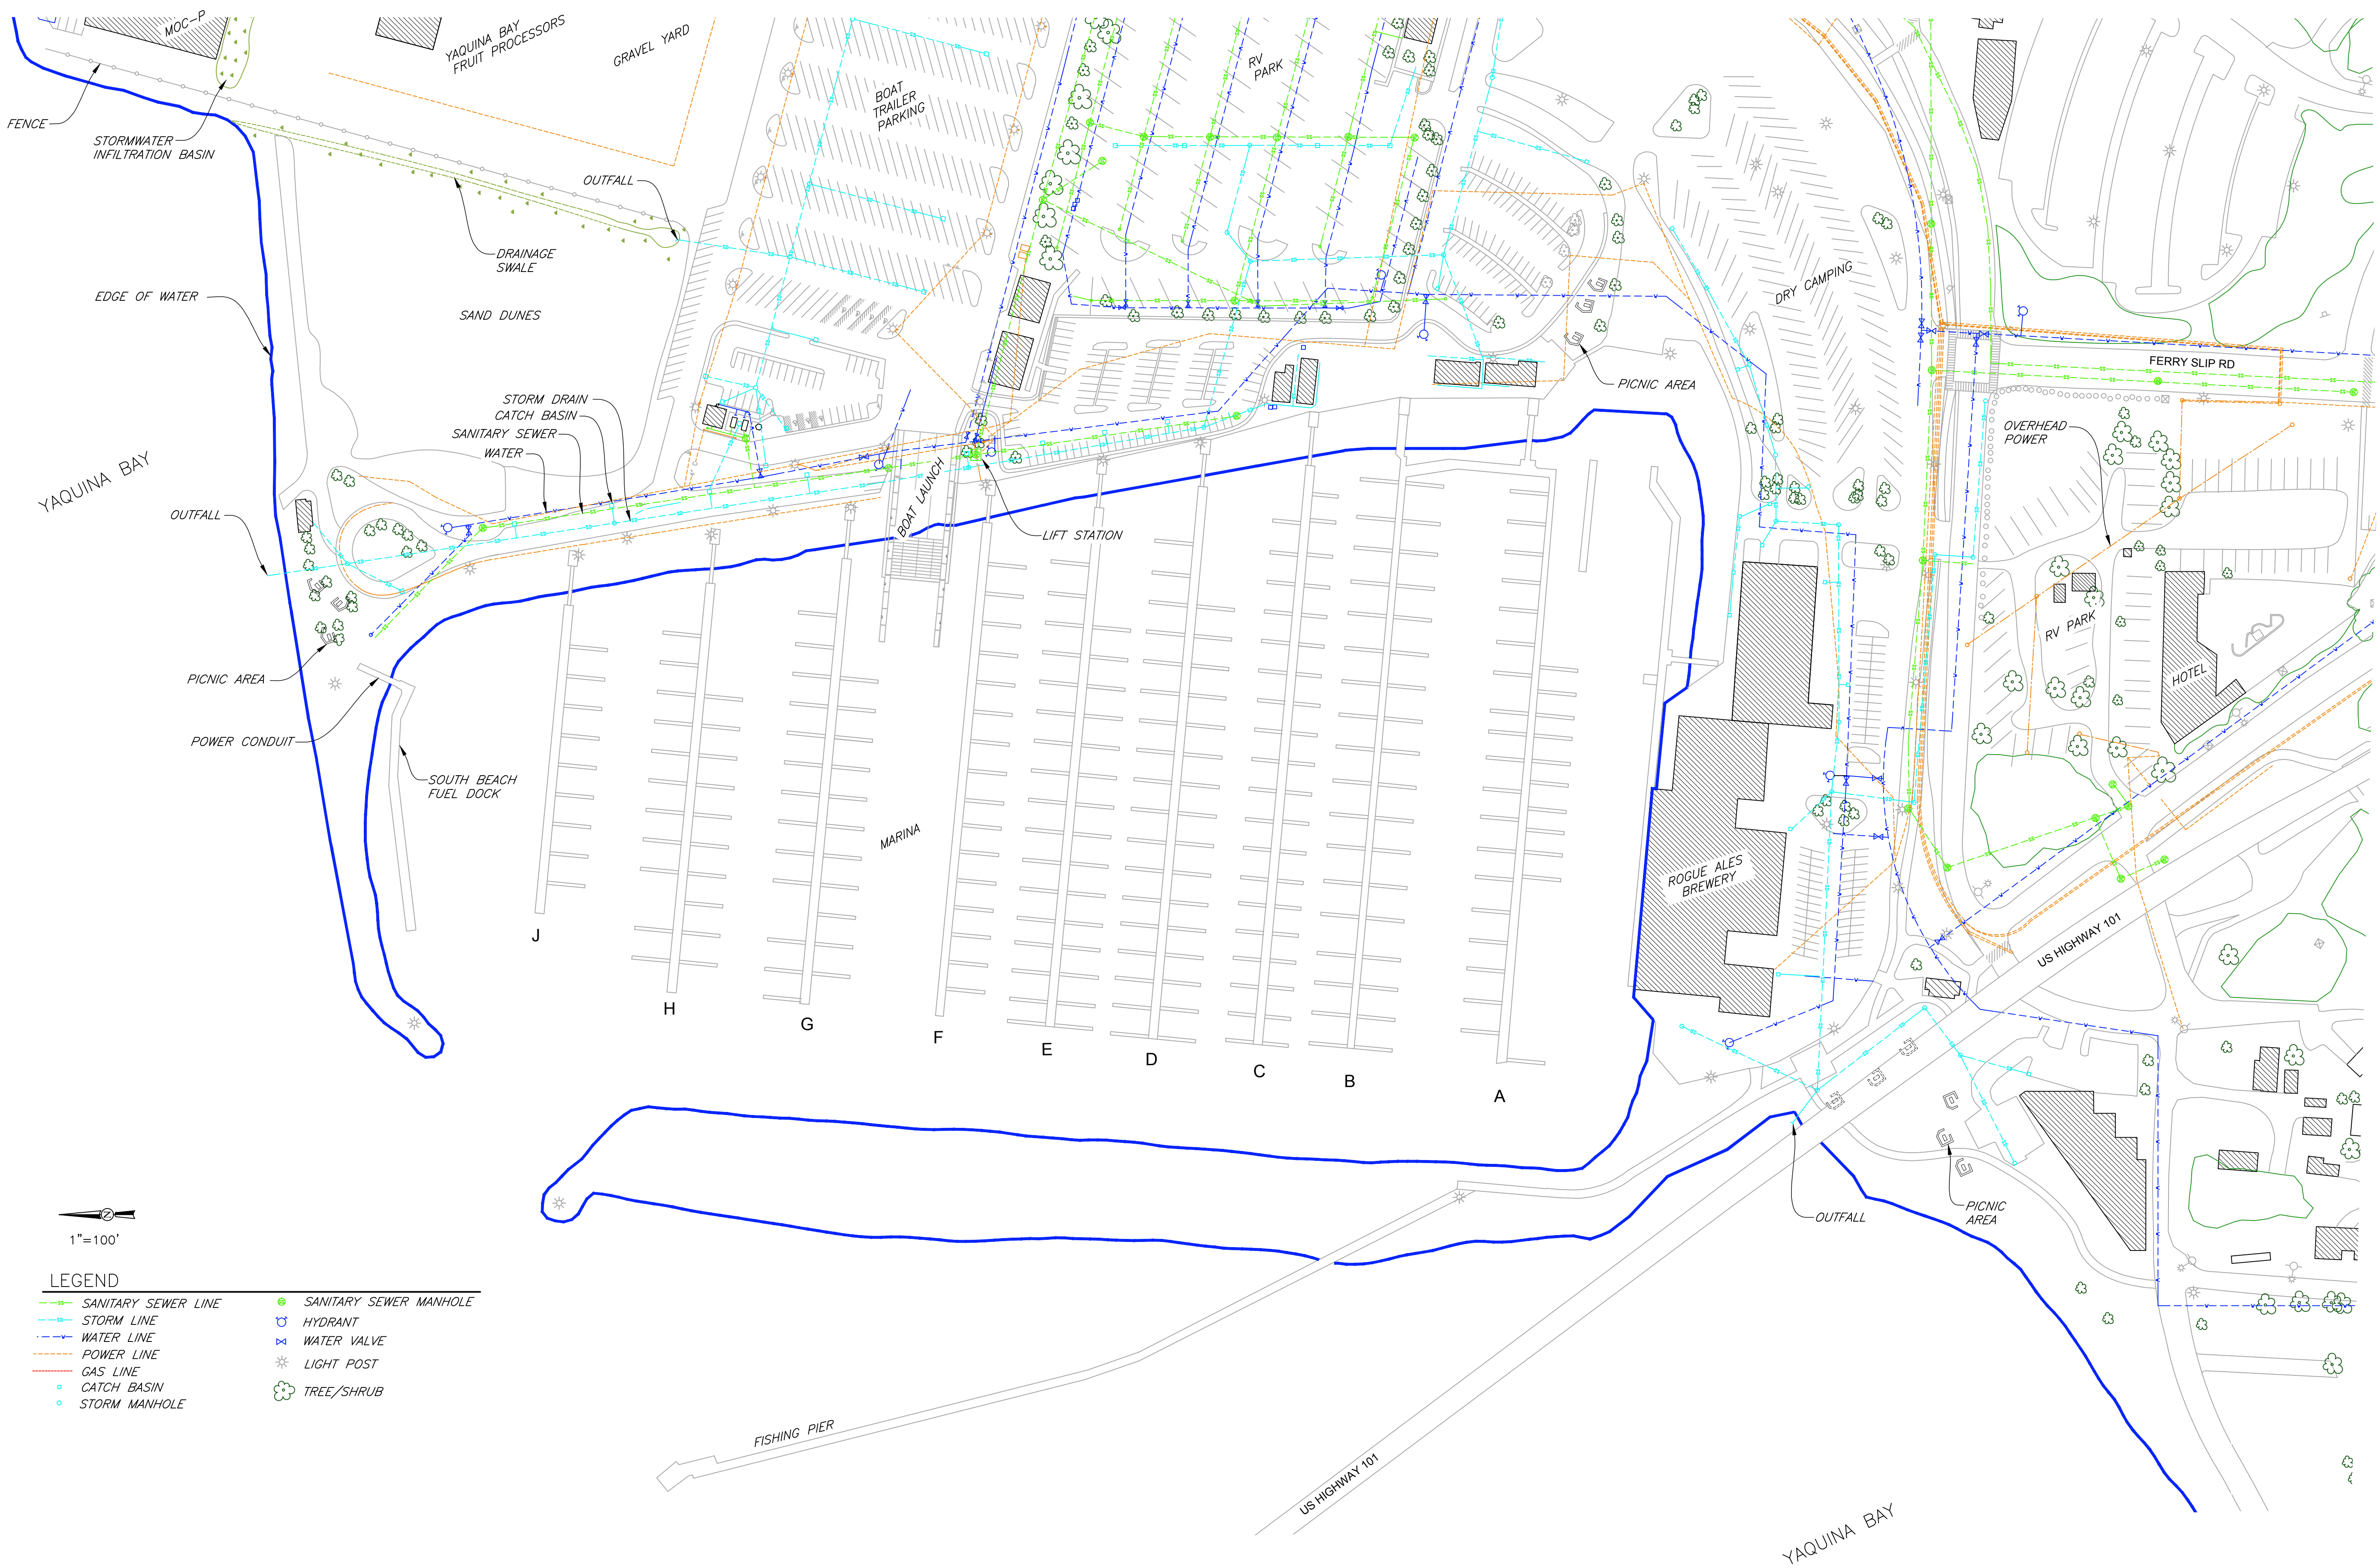 MOC-P
YAQUINA BAY
FRUIT PROCESSORS
GRAVEL YARD
BOAT
TRAILER
PARKING
RV
PARK
FENCE
STORMWATER
INFILTRATION BASIN
OUTFALL
DRAINAGE
SWALE
EDGE OF WATER
SAND DUNES
DRY CAMPING
PICNIC AREA
FERRY SLIP RD
STORM DRAIN
CATCH BASIN
SANITARY SEWER
WATER
OVERHEAD
POWER
YAQUINA BAY
OUTFALL
BOAT LAUNCH
LIFT STATION
RV PARK
HOTEL
PICNIC AREA
POWER CONDUIT
SOUTH BEACH
FUEL DOCK
MARINA
ROGUE ALES
BREWERY
US HIGHWAY 101
J
H
G
F
E
D
C
B
A
OUTFALL
PICNIC
AREA
N
1"=100'
LEGEND
SANITARY SEWER LINE
STORM LINE
WATER LINE
POWER LINE
GAS LINE
CATCH BASIN
STORM MANHOLE
SANITARY SEWER MANHOLE
HYDRANT
WATER VALVE
LIGHT POST
TREE/SHRUB
FISHING PIER
US HIGHWAY 101
YAQUINA BAY